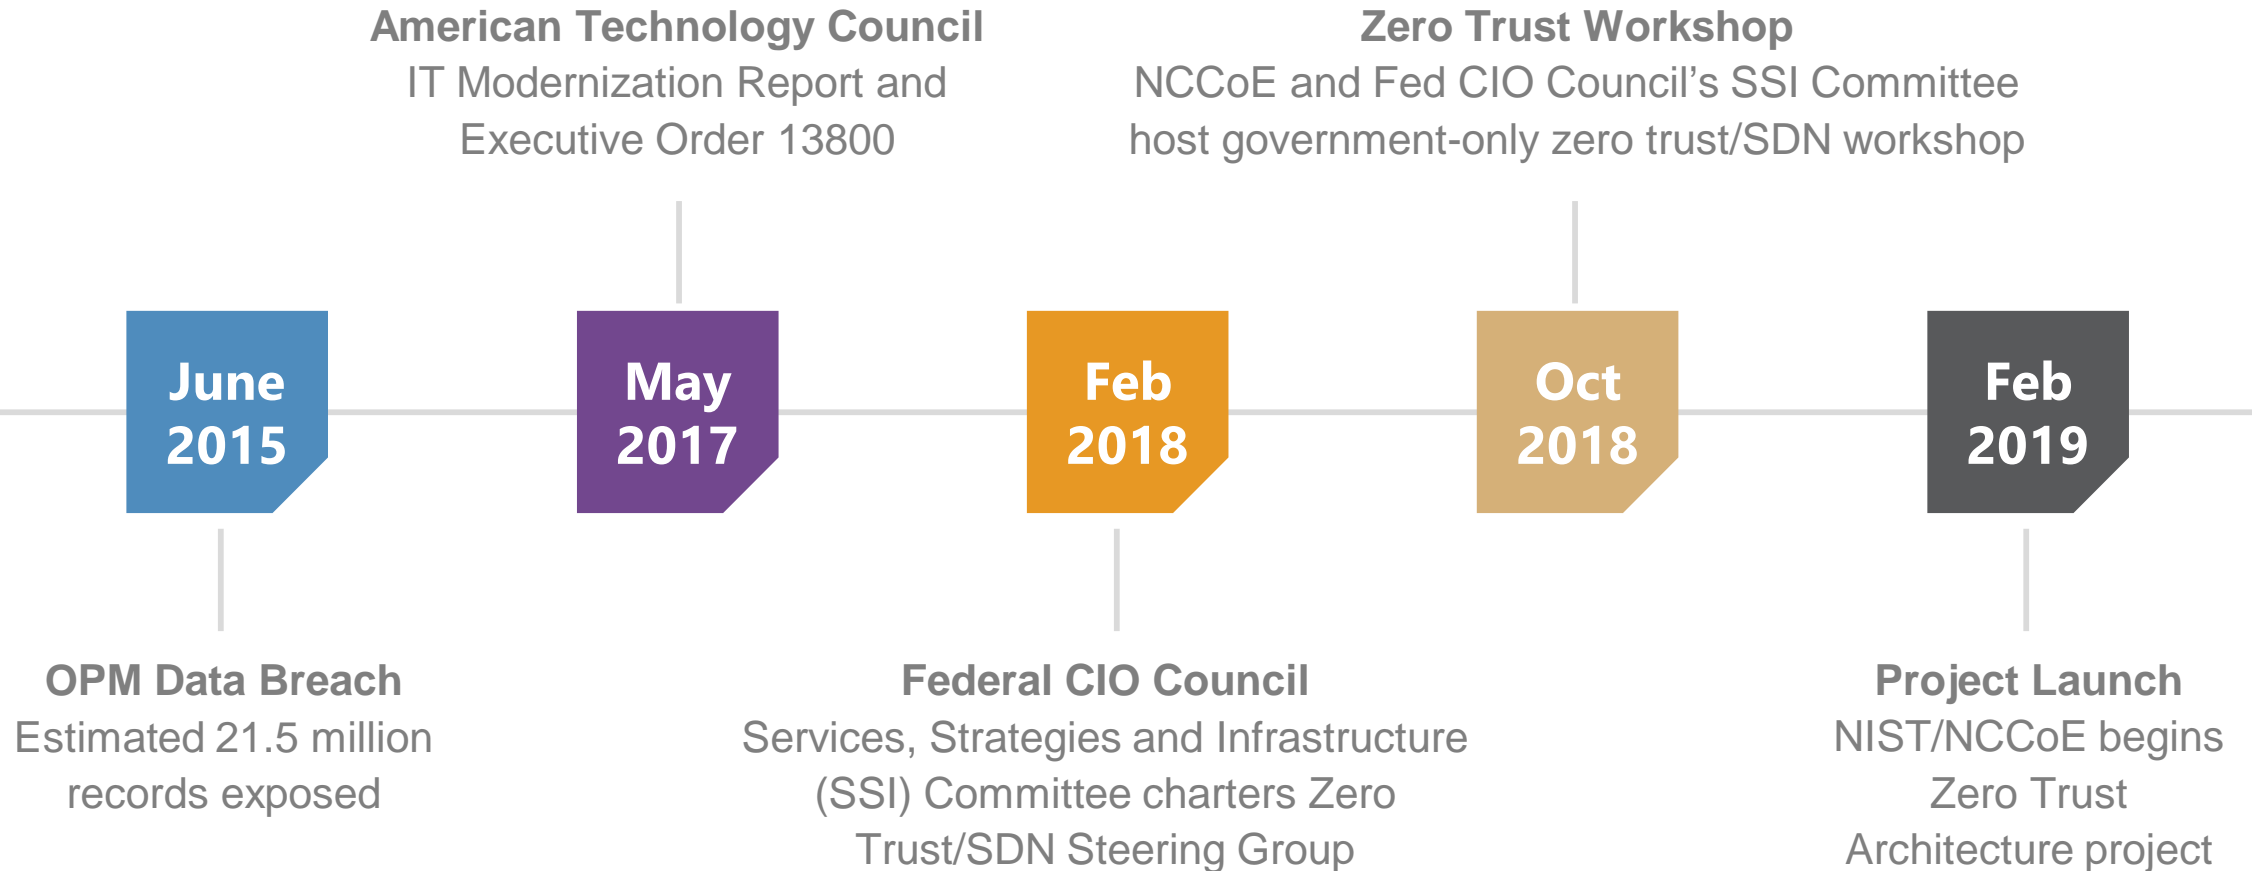 American Technology Council
IT Modernization Report and
Executive Order 13800
Zero Trust Workshop
NCCoE and Fed CIO Council’s SSI Committee
host government-only zero trust/SDN workshop
June
2015
May
2017
Feb
2018
Oct
2018
Feb
2019
OPM Data Breach
Estimated 21.5 million
records exposed
Federal CIO Council
Services, Strategies and Infrastructure
(SSI) Committee charters Zero
Trust/SDN Steering Group
Project Launch
NIST/NCCoE begins
Zero Trust
Architecture project